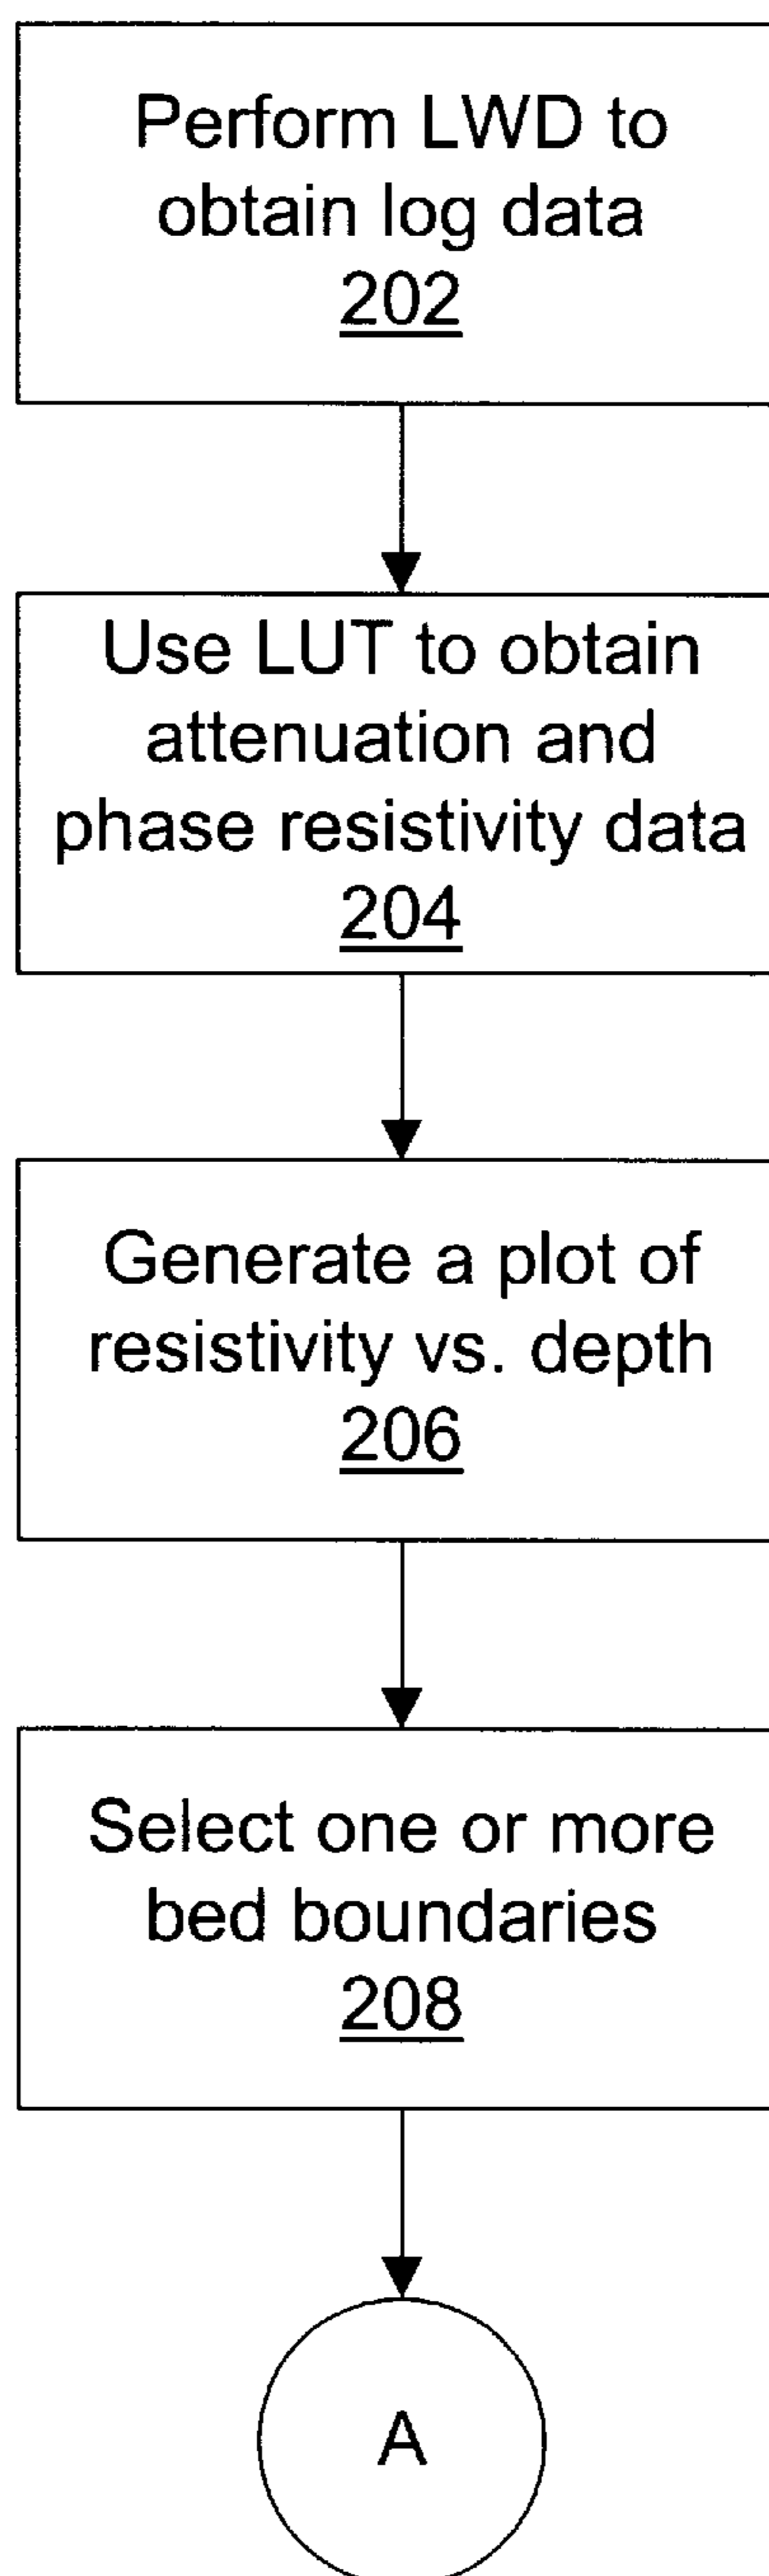 Perform LWD to
obtain log data
202
Use LUT to obtain
attenuation and
phase resistivity data
204
Generate a plot of
resistivity vs. depth
206
Select one or more
bed boundaries
208
A